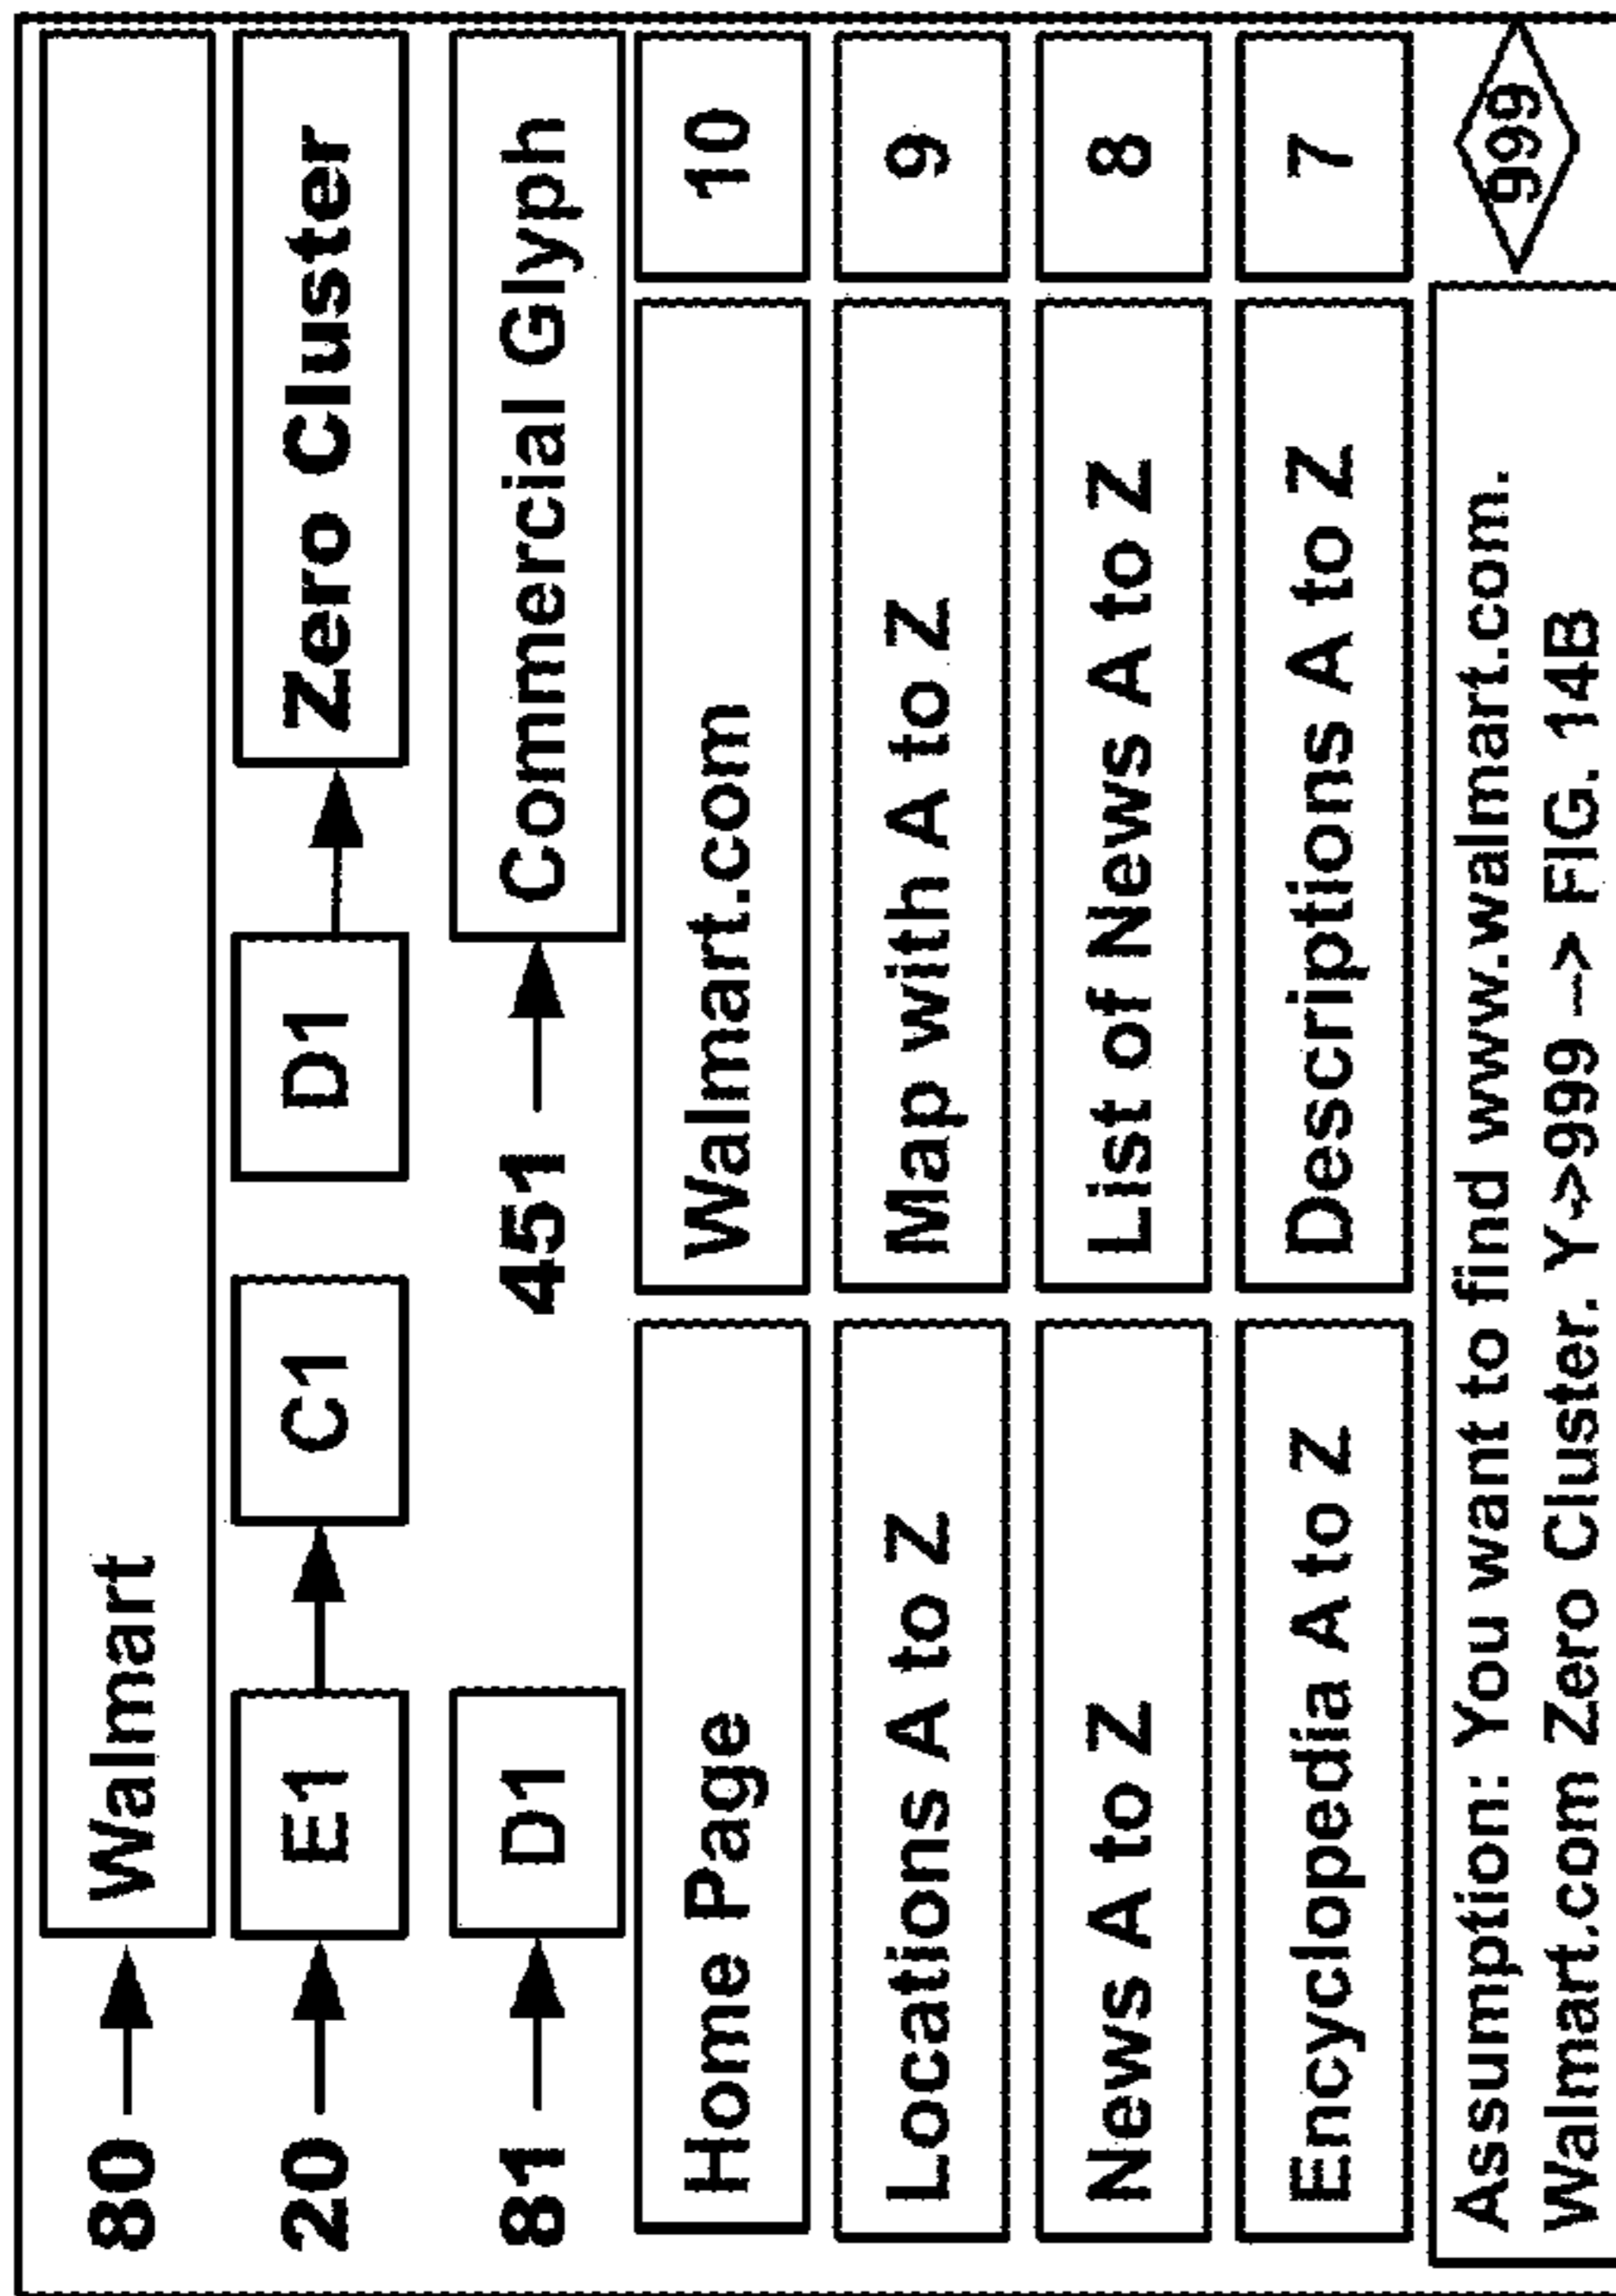 80 Walmart
20 E1 C1 D1 Zero Cluster
81 D1 451 Commercial Glyph
Home Page Walmart.com 10
Locations A to Z Map with A to Z 9
News A to Z List of News A to Z 8
Encyclopedia A to Z Descriptions A to Z 7
Assumption: You want to find www.walmart.com.
Walmart.com Zero Cluster. Y->999 --> FIG. 14B
999